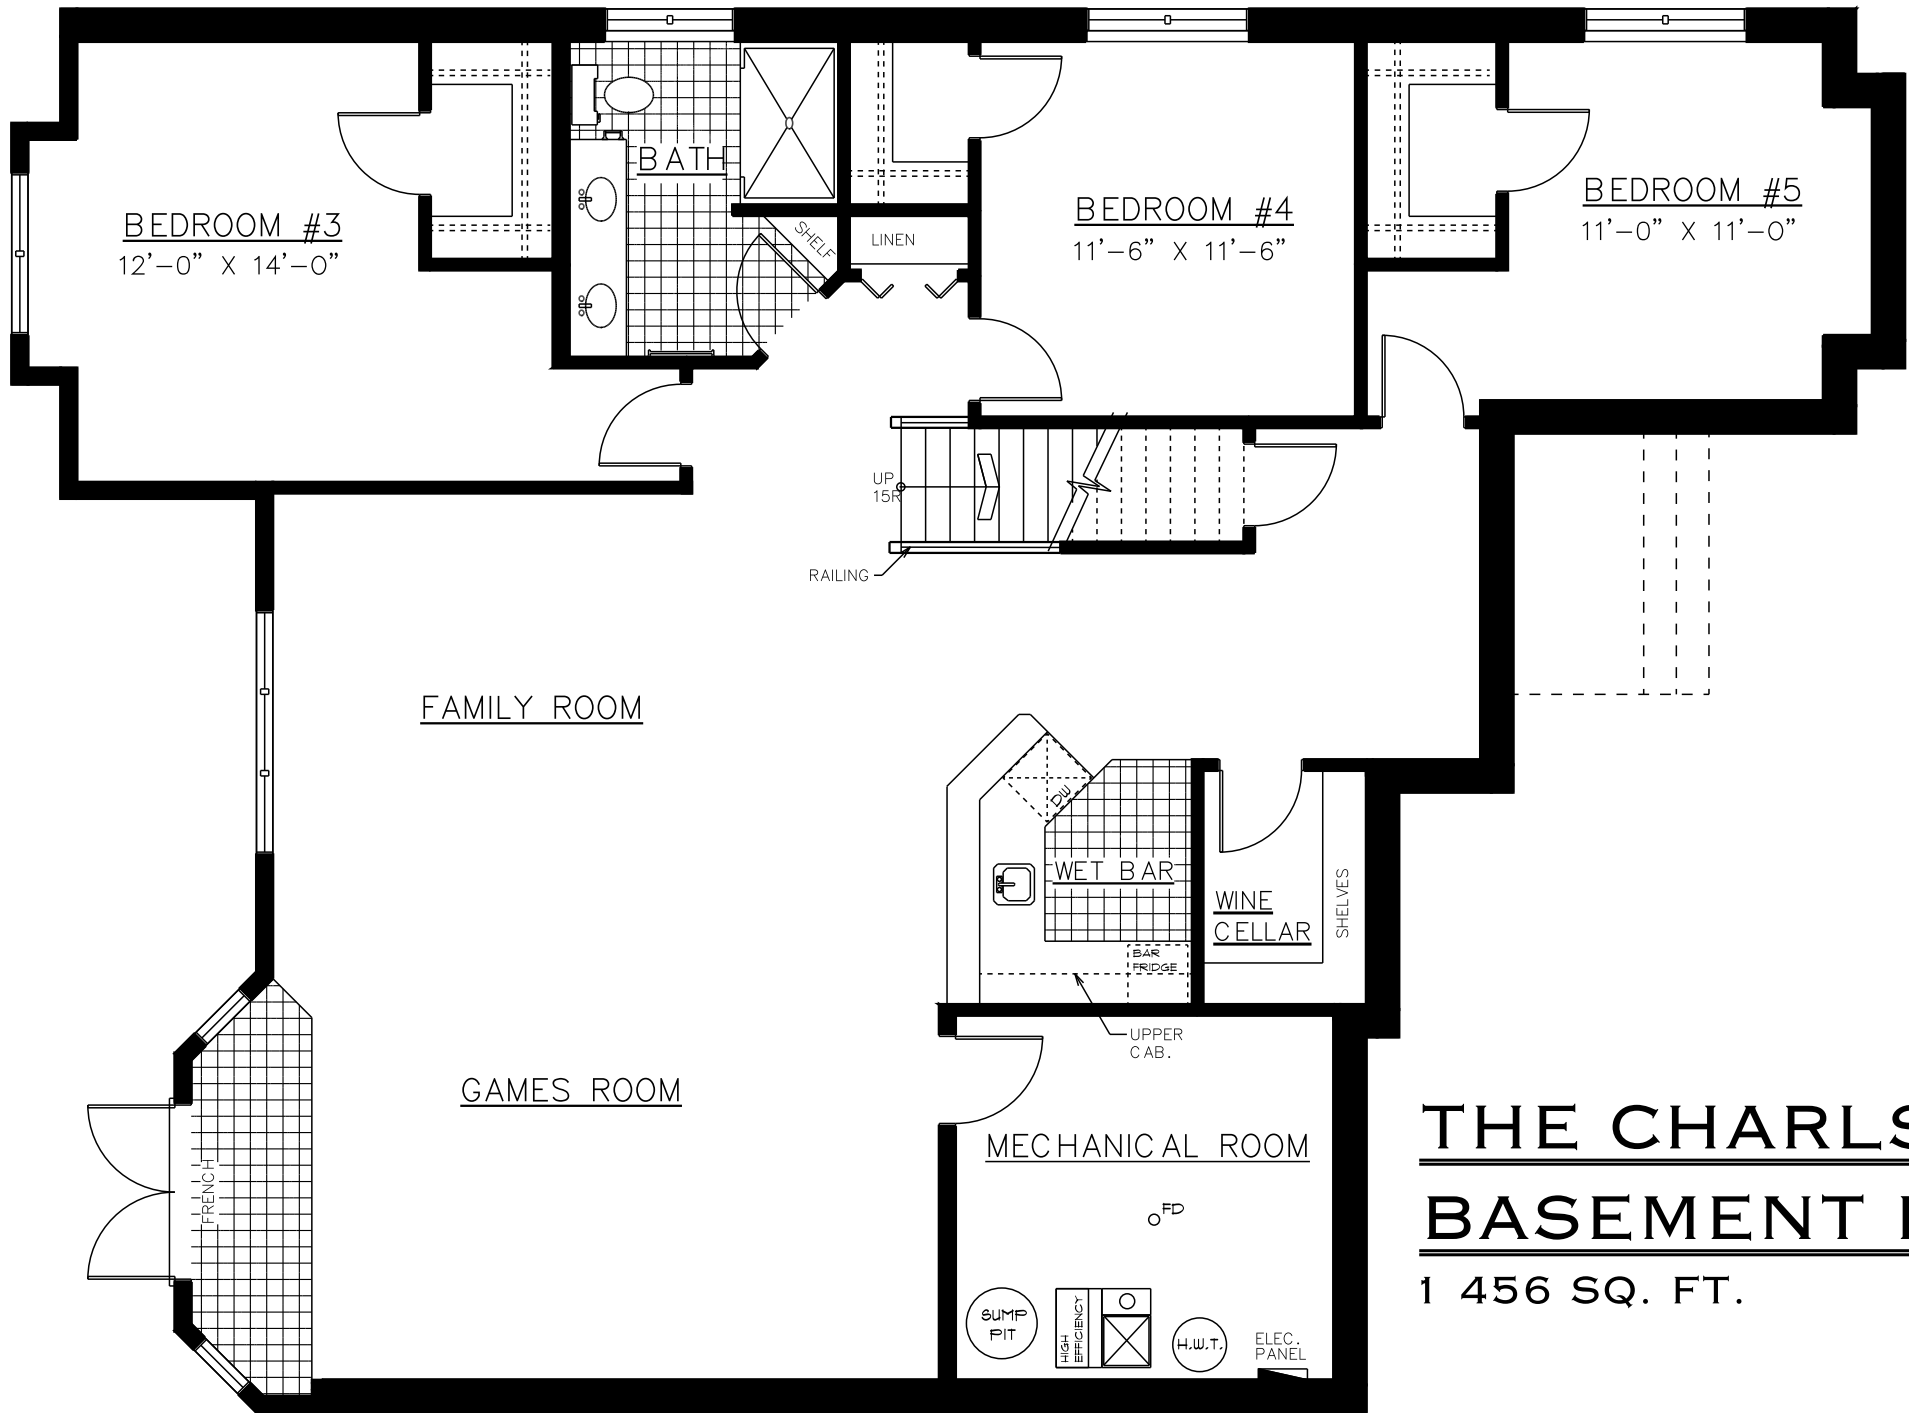 BEDROOM #3
12'-0" X 14'-0"
BATH
SHELF
LINEN
BEDROOM #4
11'-6" X 11'-6"
BEDROOM #5
11'-0" X 11'-0"
UP
15R
RAILING
FAMILY ROOM
DW
WET BAR
BAR
FRIDGE
UPPER
CAB.
WINE
CELLAR
SHELVES
GAMES ROOM
FRENCH
MECHANICAL ROOM
FD
SUMP
PIT
HIGH
EFFICIENCY
H.W.T.
ELEC.
PANEL
THE CHARLS
BASEMENT
1 456 SQ. FT.